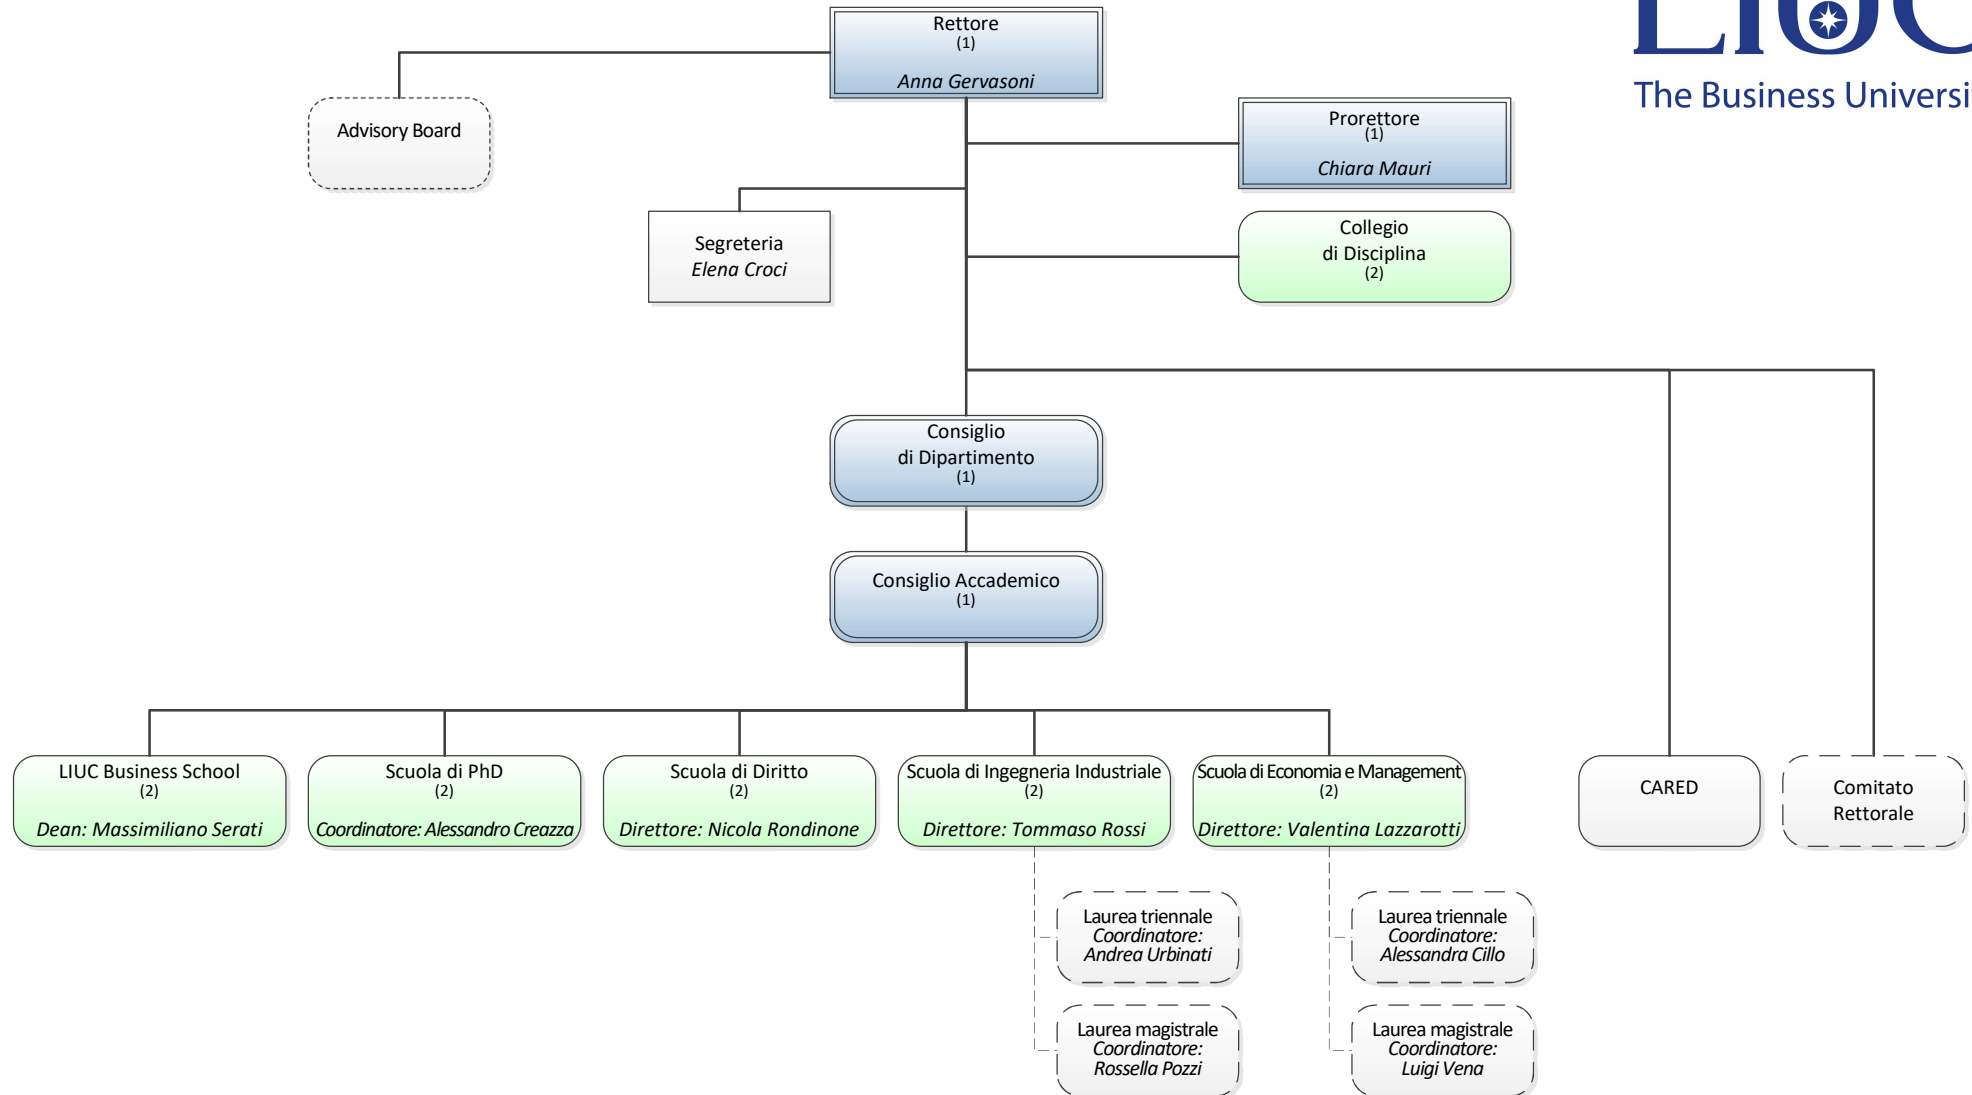 LIUC
The Business Universi
Rettore
(1)
Anna Gervasoni
Advisory Board
Prorettore
(1)
Chiara Mauri
Segreteria
Elena Croci
Collegio
di Disciplina
(2)
Consiglio
di Dipartimento
(1)
Consiglio Accademico
(1)
LIUC Business School
(2)
Dean: Massimiliano Serati
Scuola di PhD
(2)
Coordinatore: Alessandro Creazza
Scuola di Diritto
(2)
Direttore: Nicola Rondinone
Scuola di Ingegneria Industriale
(2)
Direttore: Tommaso Rossi
Scuola di Economia e Management
(2)
Direttore: Valentina Lazzarotti
CARED
Comitato
Rettorale
Laurea triennale
Coordinatore:
Andrea Urbinati
Laurea triennale
Coordinatore:
Alessandra Cillo
Laurea magistrale
Coordinatore:
Rossella Pozzi
Laurea magistrale
Coordinatore:
Luigi Vena